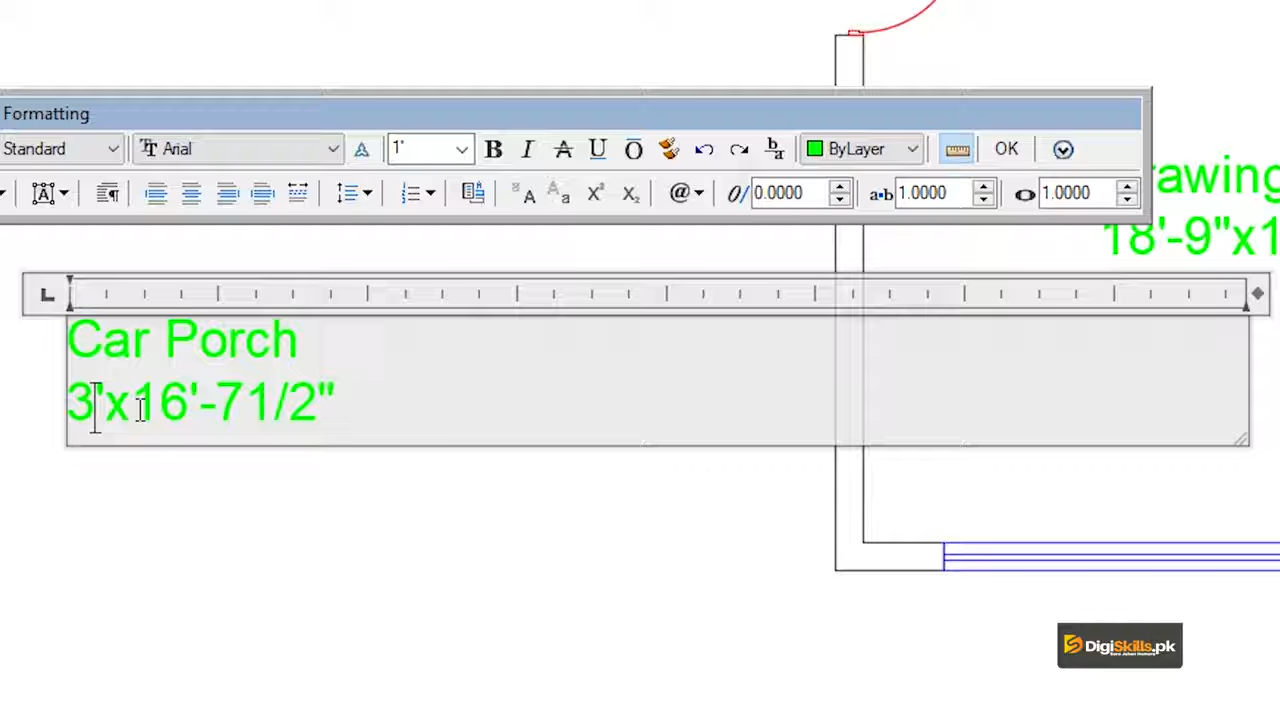 Formatting
Standard
Arial
1'
B I A U O
b/a
ByLayer
OK
@
0/ 0.0000
a•b 1.0000
1.0000
rawing
18'-9"x1
Car Porch
3'x16'-71/2"
DigiSkills.pk